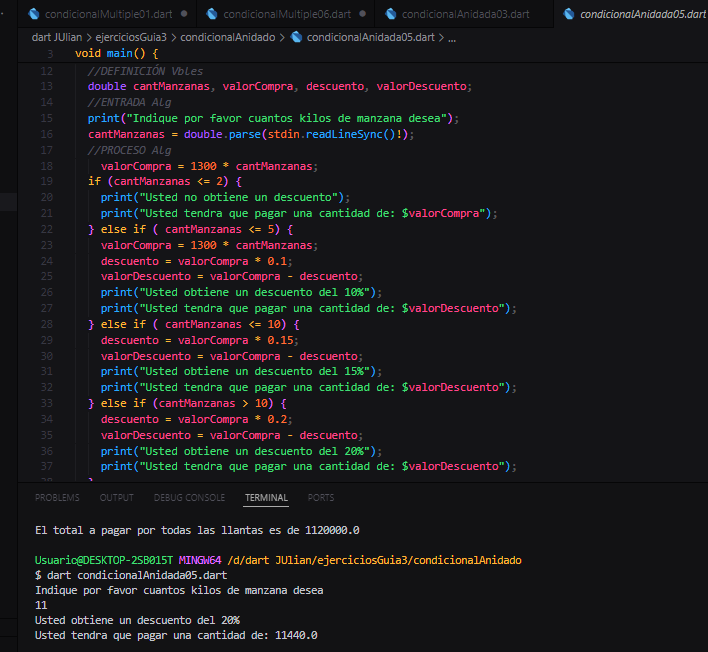 condicionalMultiple01.dart
condicionalMultiple06.dart
condicionalAnidada03.dart
condicionalAnidada05.dart
dart JUlian > ejerciciosGuia3 > condicionalAnidado > condicionalAnidada05.dart > ...
3 void main() {
12 //DEFINICIÓN Vbles
13 double cantManzanas, valorCompra, descuento, valorDescuento;
14 //ENTRADA Alg
15 print("Indique por favor cuantos kilos de manzana desea");
16 cantManzanas = double.parse(stdin.readLineSync()!);
17 //PROCESO Alg
18 valorCompra = 1300 * cantManzanas;
19 if (cantManzanas <= 2) {
20 print("Usted no obtiene un descuento");
21 print("Usted tendra que pagar una cantidad de: $valorCompra");
22 } else if ( cantManzanas <= 5) {
23 valorCompra = 1300 * cantManzanas;
24 descuento = valorCompra * 0.1;
25 valorDescuento = valorCompra - descuento;
26 print("Usted obtiene un descuento del 10%");
27 print("Usted tendra que pagar una cantidad de: $valorDescuento");
28 } else if ( cantManzanas <= 10) {
29 descuento = valorCompra * 0.15;
30 valorDescuento = valorCompra - descuento;
31 print("Usted obtiene un descuento del 15%");
32 print("Usted tendra que pagar una cantidad de: $valorDescuento");
33 } else if (cantManzanas > 10) {
34 descuento = valorCompra * 0.2;
35 valorDescuento = valorCompra - descuento;
36 print("Usted obtiene un descuento del 20%");
37 print("Usted tendra que pagar una cantidad de: $valorDescuento");
38 }
PROBLEMS OUTPUT DEBUG CONSOLE TERMINAL PORTS
El total a pagar por todas las llantas es de 1120000.0
Usuario@DESKTOP-2SB015T MINGW64 /d/dart JUlian/ejerciciosGuia3/condicionalAnidado
$ dart condicionalAnidada05.dart
Indique por favor cuantos kilos de manzana desea
11
Usted obtiene un descuento del 20%
Usted tendra que pagar una cantidad de: 11440.0